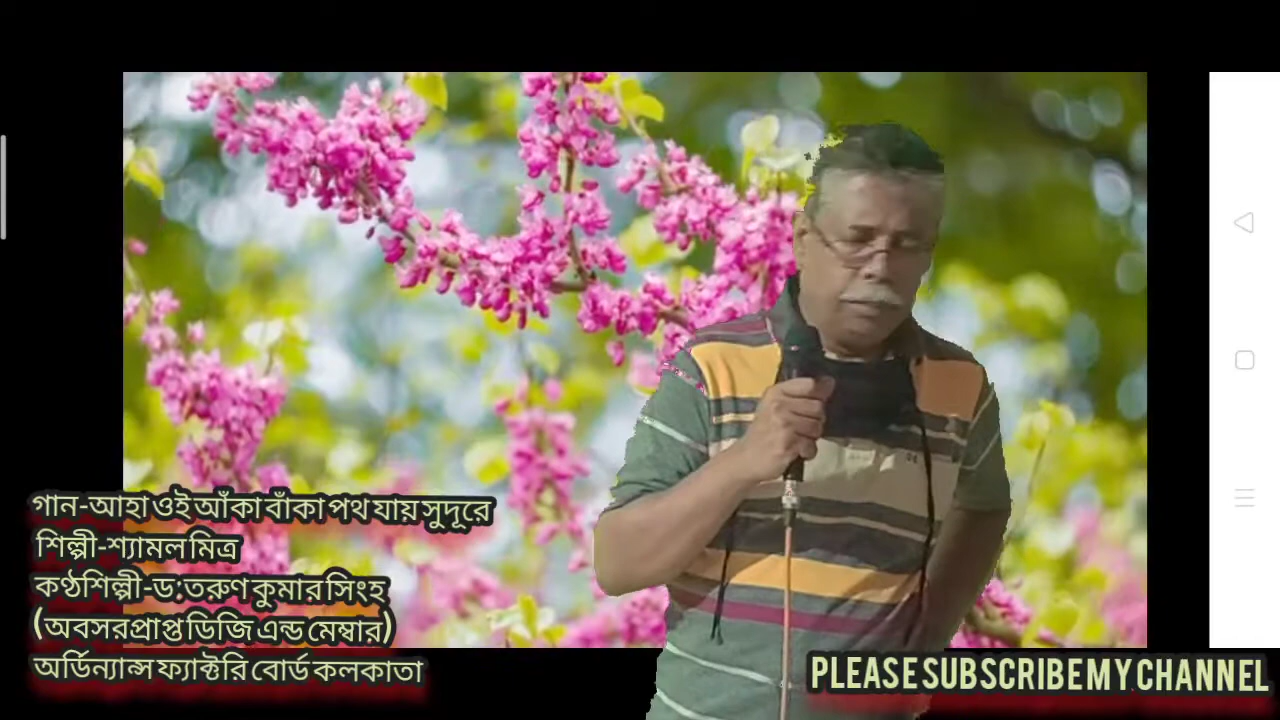 গান-আহা ওই আঁকা বাঁকা পথ যায় সুদূরে
শিল্পী-শ্যামল মিত্র
কণ্ঠশিল্পী-ড:তরুণ কুমার সিংহ
(অবসরপ্রাপ্ত ডিজি এন্ড মেম্বার)
অর্ডিন্যান্স ফ্যাক্টরি বোর্ড কলকাতা
PLEASE SUBSCRIBE MY CHANNEL